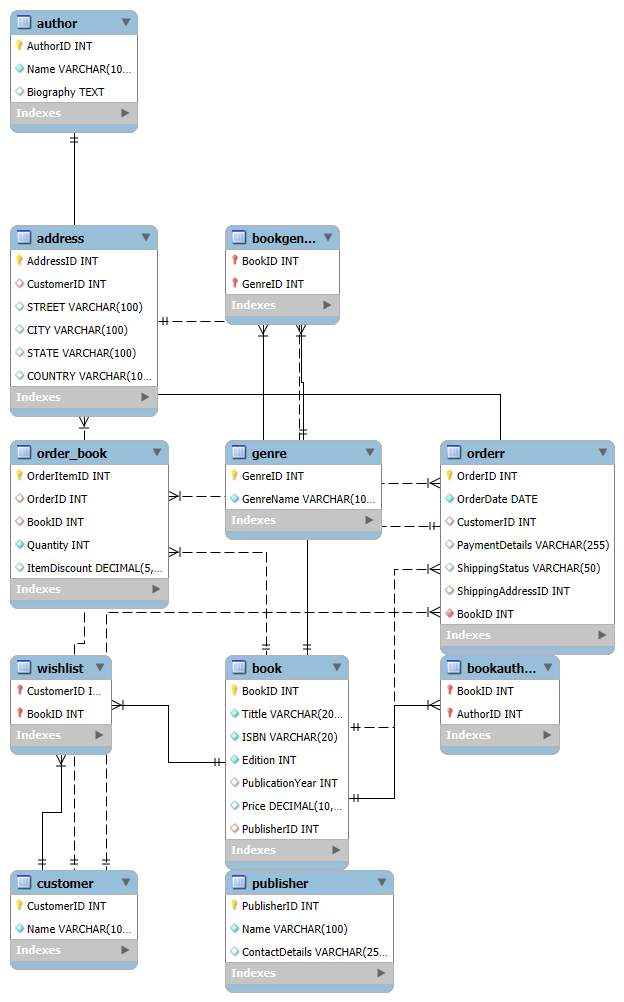 author
AuthorID INT
Name VARCHAR(10...
Biography TEXT
Indexes
address
AddressID INT
CustomerID INT
STREET VARCHAR(100)
CITY VARCHAR(100)
STATE VARCHAR(100)
COUNTRY VARCHAR(10...
Indexes
bookgen...
BookID INT
GenreID INT
Indexes
order_book
OrderItemID INT
OrderID INT
BookID INT
Quantity INT
ItemDiscount DECIMAL(5,...
Indexes
genre
GenreID INT
GenreName VARCHAR(10...
Indexes
orderr
OrderID INT
OrderDate DATE
CustomerID INT
PaymentDetails VARCHAR(255)
ShippingStatus VARCHAR(50)
ShippingAddressID INT
BookID INT
Indexes
wishlist
CustomerID I...
BookID INT
Indexes
book
BookID INT
Tittle VARCHAR(20...
ISBN VARCHAR(20)
Edition INT
PublicationYear INT
Price DECIMAL(10,...
PublisherID INT
Indexes
bookauth...
BookID INT
AuthorID INT
Indexes
customer
CustomerID INT
Name VARCHAR(10...
Indexes
publisher
PublisherID INT
Name VARCHAR(100)
ContactDetails VARCHAR(25...
Indexes